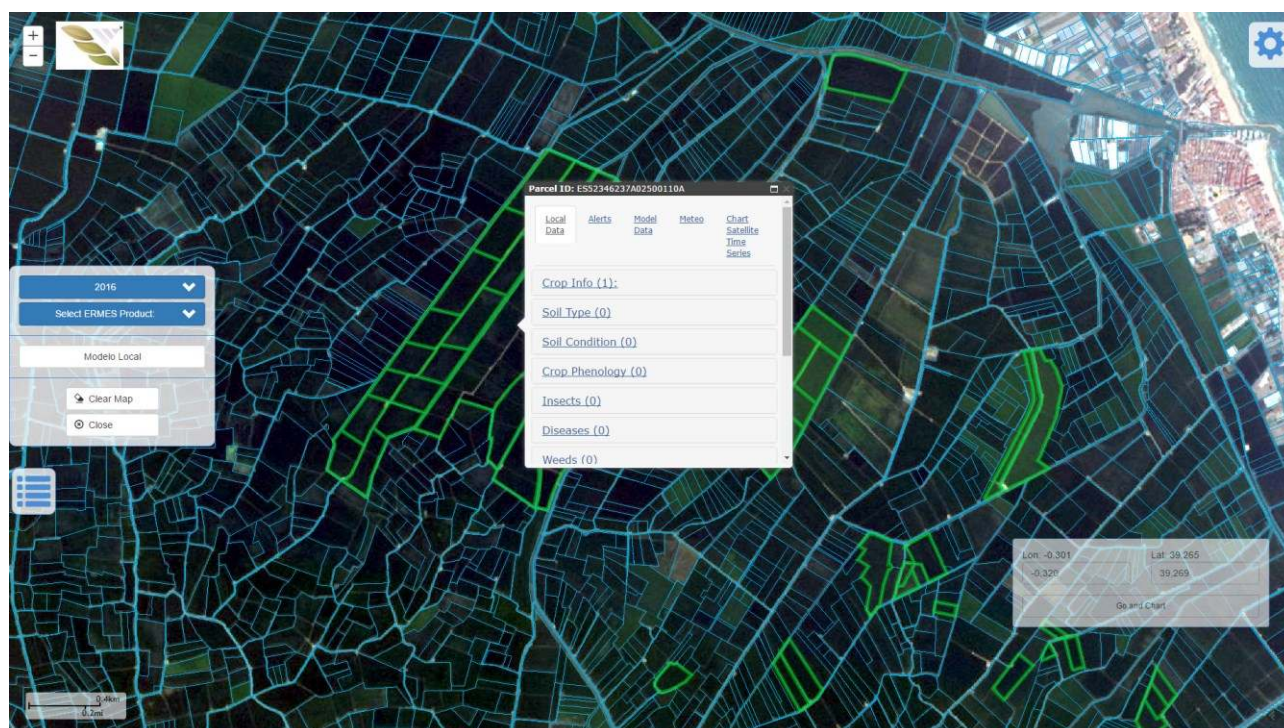 +
−
Parcel ID: ES52346237A02500110A
Local Data
Alerts
Model Data
Meteo
Chart Satellite Time Series
Crop Info (1):
Soil Type (0)
Soil Condition (0)
Crop Phenology (0)
Insects (0)
Diseases (0)
Weeds (0)
2016
Select ERMES Product:
Modelo Local
Clear Map
Close
Lon: -0.301
Lat: 39.265
-0.320
39.269
Go and Chart
0.4km
0.2mi